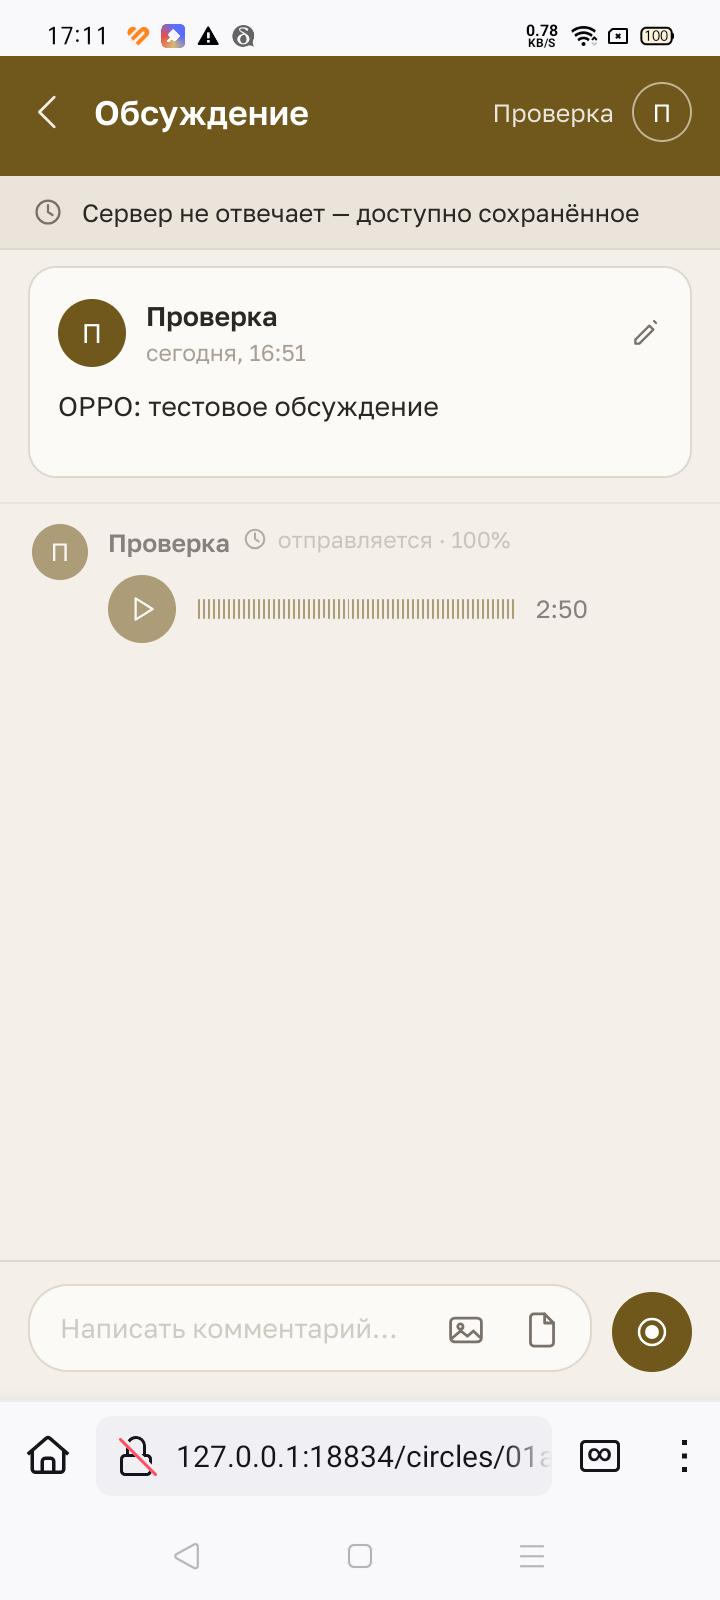 17:11
0.78 KB/S
100
Обсуждение
Проверка
П
Сервер не отвечает — доступно сохранённое
П
Проверка
сегодня, 16:51
OPPO: тестовое обсуждение
П
Проверка
отправляется · 100%
2:50
Написать комментарий...
127.0.0.1:18834/circles/01a